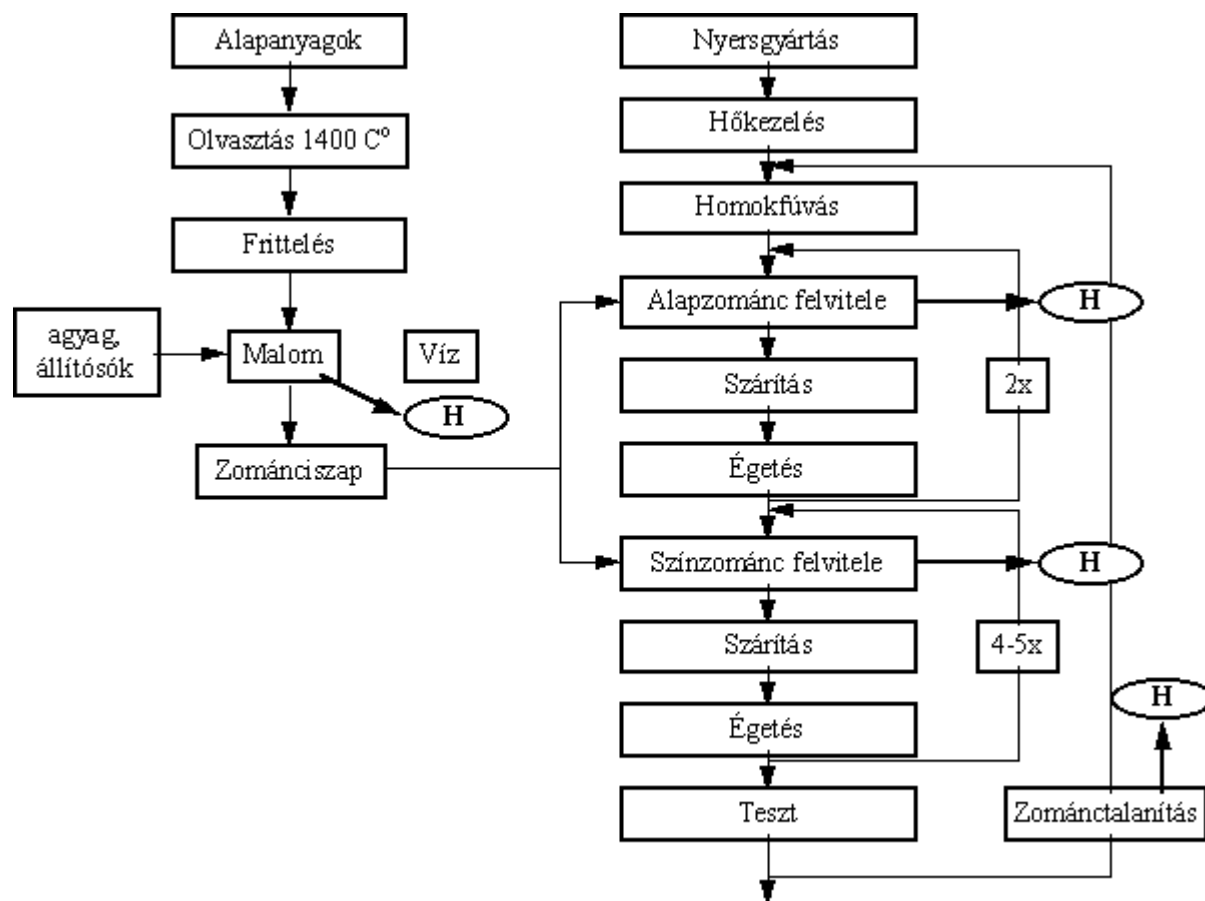 Alapanyagok
Olvasztás 1400 Cº
Frittelés
agyag,
állítósók
Malom
Víz
H
Zománciszap
Nyersgyártás
Hőkezelés
Homokfúvás
Alapzománc felvitele
H
Szárítás
2x
Égetés
Színzománc felvitele
H
Szárítás
4-5x
Égetés
H
Teszt
Zománctalanítás